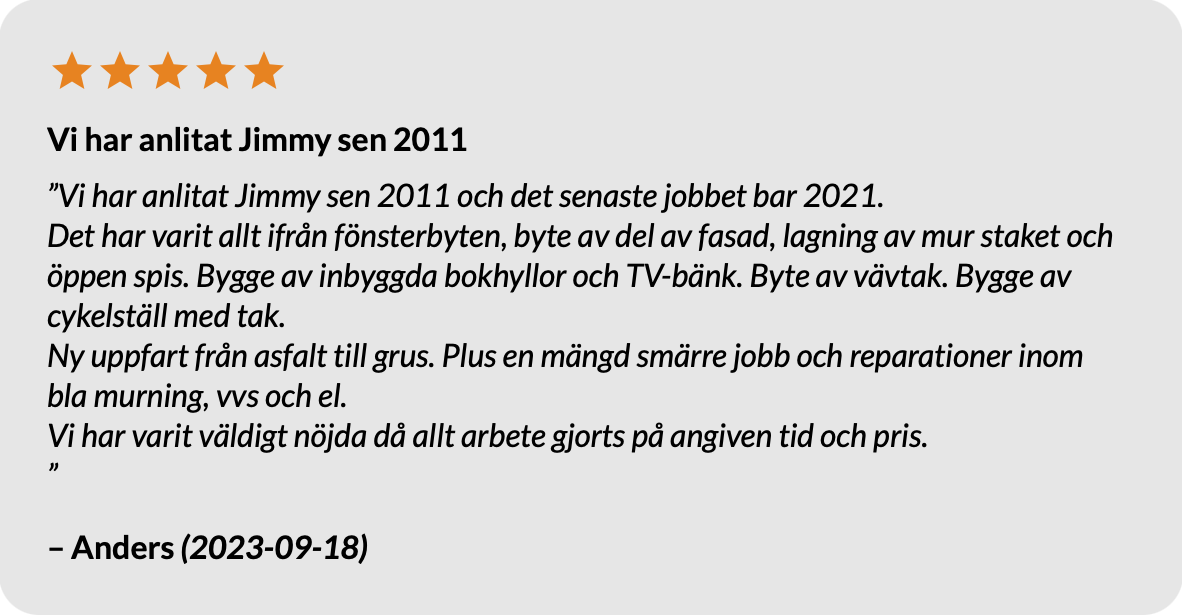 Vi har anlitat Jimmy sen 2011
”Vi har anlitat Jimmy sen 2011 och det senaste jobbet bar 2021.
Det har varit allt ifrån fönsterbyten, byte av del av fasad, lagning av mur staket och
öppen spis. Bygge av inbyggda bokhyllor och TV-bänk. Byte av vävtak. Bygge av
cykelställ med tak.
Ny uppfart från asfalt till grus. Plus en mängd smärre jobb och reparationer inom
bla murning, vvs och el.
Vi har varit väldigt nöjda då allt arbete gjorts på angiven tid och pris.
”
– Anders (2023-09-18)